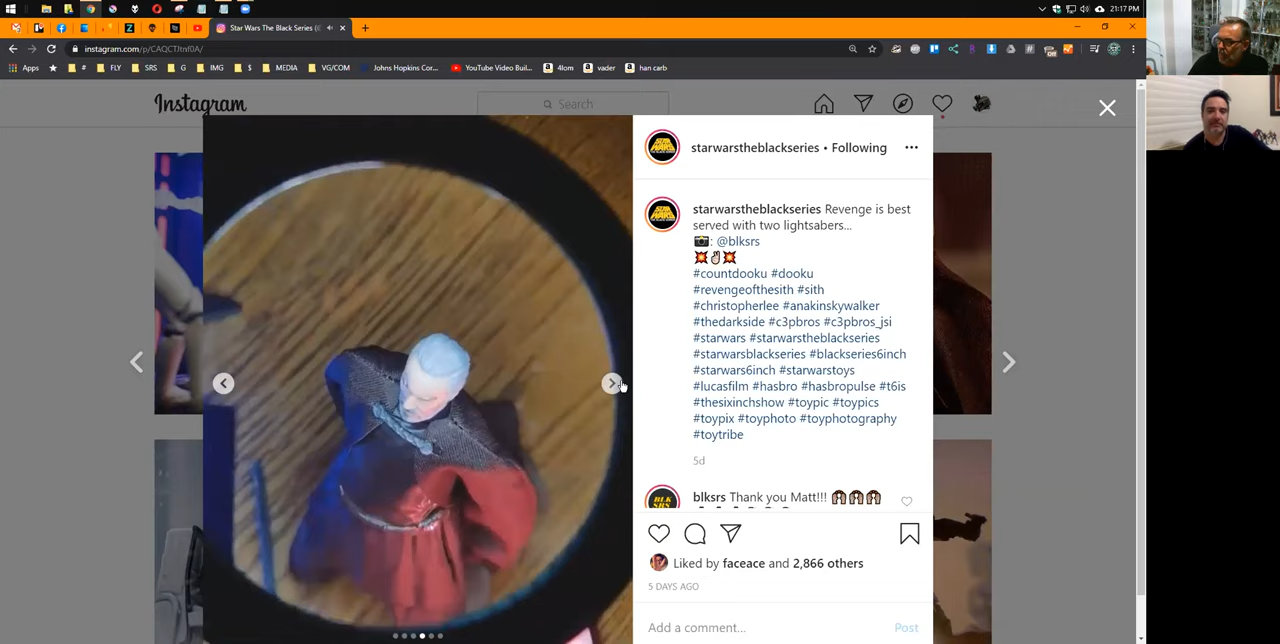 21:17 PM
Star Wars The Black Series (@
instagram.com/p/CAQCTJtnf0A/
Apps
#
FLY
SRS
G
IMG
$
MEDIA
VG/COM
Johns Hopkins Cor...
YouTube Video Buil...
4lom
vader
han carb
Instagram
Search
starwarstheblackseries • Following
starwarstheblackseries Revenge is best
served with two lightsabers...
📷: @blksrs
💥✌🏻💥
#countdooku #dooku
#revengeofthesith #sith
#christopherlee #anakinskywalker
#thedarkside #c3pbros #c3pbros_jsi
#starwars #starwarstheblackseries
#starwarsblackseries #blackseries6inch
#starwars6inch #starwarstoys
#lucasfilm #hasbro #hasbropulse #t6is
#thesixinchshow #toypic #toypics
#toypix #toyphoto #toyphotography
#toytribe
5d
blksrs Thank you Matt!!!
Liked by faceace and 2,866 others
5 DAYS AGO
Add a comment...
Post